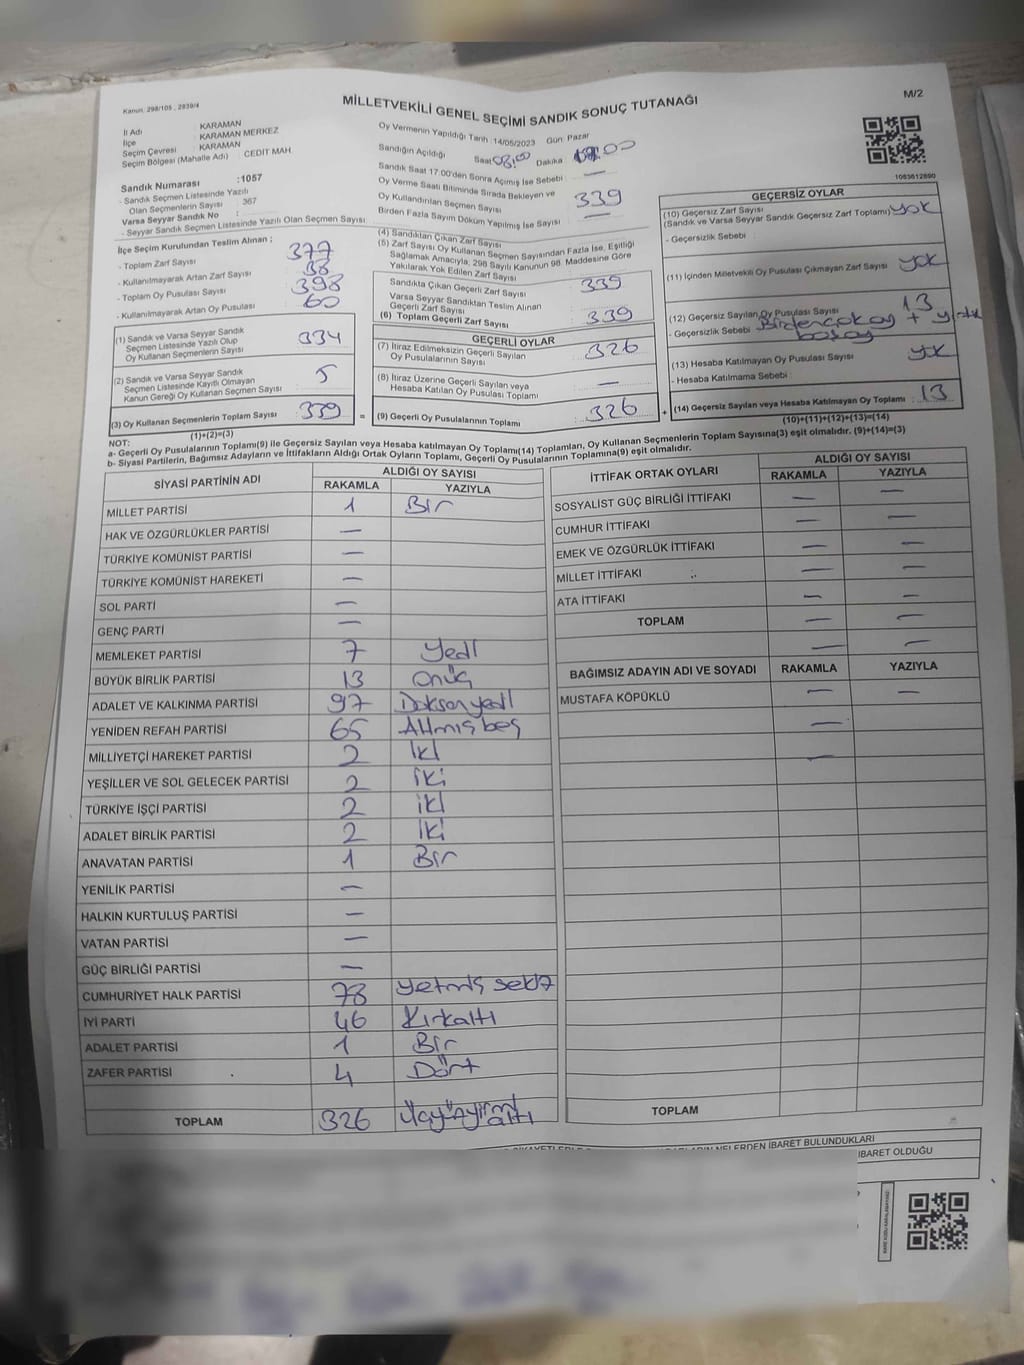 Kanun, 298/105 , 2839/4
MİLLETVEKİLİ GENEL SEÇİMİ SANDIK SONUÇ TUTANAĞI
M/2
İl Adı : KARAMAN
İlçe : KARAMAN MERKEZ
Seçim Çevresi : KARAMAN
Seçim Bölgesi (Mahalle Adı) : CEDİT MAH.
Sandık Numarası :1057
- Sandık Seçmen Listesinde Yazılı
Olan Seçmenlerin Sayısı : 367
Varsa Seyyar Sandık No :
- Seyyar Sandık Seçmen Listesinde Yazılı Olan Seçmen Sayısı :
Oy Vermenin Yapıldığı Tarih :14/05/2023 Gün : Pazar
Sandığın Açıldığı Saat 08,00 Dakika
Sandık Saat 17:00'den Sonra Açımış İse Sebebi : —
Oy Verme Saati Bitiminde Sırada Bekleyen ve
Oy Kullandırılan Seçmen Sayısı : 339
Birden Fazla Sayım Döküm Yapılmış İse Sayısı : —
1083612890
İlçe Seçim Kurulundan Teslim Alınan ;
- Toplam Zarf Sayısı : 377
- Kullanılmayarak Artan Zarf Sayısı : 38
- Toplam Oy Pusulası Sayısı : 398
- Kullanılmayarak Artan Oy Pusulası : 60
(1) Sandık ve Varsa Seyyar Sandık
Seçmen Listesinde Yazılı Olup
Oy Kullanan Seçmenlerin Sayısı : 334
(2) Sandık ve Varsa Seyyar Sandık
Seçmen Listesinde Kayıtlı Olmayan
Kanun Gereği Oy Kullanan Seçmen Sayısı : 5
(3) Oy Kullanan Seçmenlerin Toplam Sayısı : 339
(1)+(2)=(3)
(4) Sandıktan Çıkan Zarf Sayısı
(5) Zarf Sayısı Oy Kullanan Seçmen Sayısından Fazla İse, Eşitliği
Sağlamak Amacıyla, 298 Sayılı Kanunun 98. Maddesine Göre
Yakılarak Yok Edilen Zarf Sayısı :
Sandıkta Çıkan Geçerli Zarf Sayısı : 339
Varsa Seyyar Sandıktan Teslim Alınan
Geçerli Zarf Sayısı :
(6) Toplam Geçerli Zarf Sayısı : 339
GEÇERLİ OYLAR
(7) İtiraz Edilmeksizin Geçerli Sayılan
Oy Pusulalarının Sayısı : 326
(8) İtiraz Üzerine Geçerli Sayılan veya
Hesaba Katılan Oy Pusulası Toplamı : —
= (9) Geçerli Oy Pusulalarının Toplamı : 326 +
GEÇERSİZ OYLAR
(10) Geçersiz Zarf Sayısı
(Sandık ve Varsa Seyyar Sandık Geçersiz Zarf Toplamı) yok
- Geçersizlik Sebebi :
(11) İçinden Milletvekili Oy Pusulası Çıkmayan Zarf Sayısı : yok
(12) Geçersiz Sayılan Oy Pusulası Sayısı : 13
- Geçersizlik Sebebi : Birden çok oy +
boş oy
(13) Hesaba Katılmayan Oy Pusulası Sayısı : yok
- Hesaba Katılmama Sebebi :
(14) Geçersiz Sayılan veya Hesaba Katılmayan Oy Toplamı : 13
(10)+(11)+(12)+(13)=(14)
NOT:
a- Geçerli Oy Pusulalarının Toplamı(9) ile Geçersiz Sayılan veya Hesaba katılmayan Oy Toplamı(14) Toplamları, Oy Kullanan Seçmenlerin Toplam Sayısına(3) eşit olmalıdır. (9)+(14)=(3)
b- Siyasi Partilerin, Bağımsız Adayların ve İttifakların Aldığı Ortak Oyların Toplamı, Geçerli Oy Pusulalarının Toplamına(9) eşit olmalıdır.
SİYASİ PARTİNİN ADI ALDIĞI OY SAYISI
RAKAMLA YAZIYLA
MİLLET PARTİSİ 1 Bir
HAK VE ÖZGÜRLÜKLER PARTİSİ —
TÜRKİYE KOMÜNİST PARTİSİ —
TÜRKİYE KOMÜNİST HAREKETİ —
SOL PARTİ —
GENÇ PARTİ —
MEMLEKET PARTİSİ 7 Yedi
BÜYÜK BİRLİK PARTİSİ 13 Onüç
ADALET VE KALKINMA PARTİSİ 97 Doksanyedi
YENİDEN REFAH PARTİSİ 65 Altmış beş
MİLLİYETÇİ HAREKET PARTİSİ 2 İki
YEŞİLLER VE SOL GELECEK PARTİSİ 2 İki
TÜRKİYE İŞÇİ PARTİSİ 2 İki
ADALET BİRLİK PARTİSİ 2 İki
ANAVATAN PARTİSİ 1 Bir
YENİLİK PARTİSİ —
HALKIN KURTULUŞ PARTİSİ —
VATAN PARTİSİ —
GÜÇ BİRLİĞİ PARTİSİ —
CUMHURİYET HALK PARTİSİ 78 Yetmiş sekiz
İYİ PARTİ 46 Kırkaltı
ADALET PARTİSİ 1 Bir
ZAFER PARTİSİ 4 Dört
TOPLAM 326 Üçyüzyirmi
altı
İTTİFAK ORTAK OYLARI ALDIĞI OY SAYISI
RAKAMLA YAZIYLA
SOSYALİST GÜÇ BİRLİĞİ İTTİFAKI — —
CUMHUR İTTİFAKI — —
EMEK VE ÖZGÜRLÜK İTTİFAKI — —
MİLLET İTTİFAKI — —
ATA İTTİFAKI — —
TOPLAM — —
— —
BAĞIMSIZ ADAYIN ADI VE SOYADI RAKAMLA YAZIYLA
MUSTAFA KÖPÜKLÜ — —
—
—
TOPLAM
NELERDEN İBARET BULUNDUKLARI
İBARET OLDUĞU